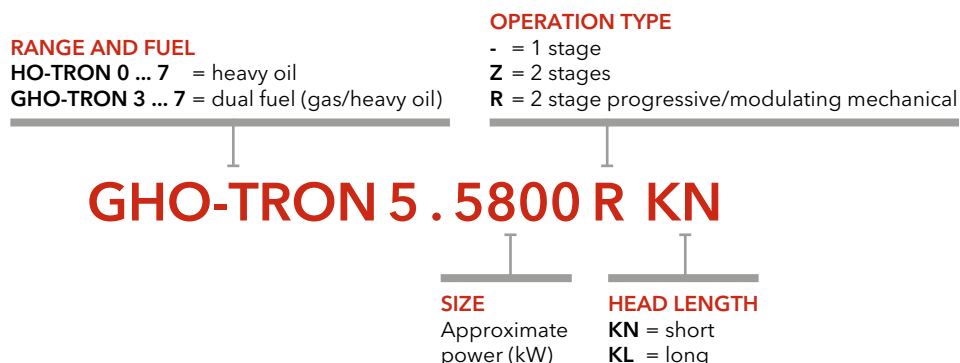 RANGE AND FUEL
HO-TRON 0 ... 7 = heavy oil
GHO-TRON 3 ... 7 = dual fuel (gas/heavy oil)
OPERATION TYPE
- = 1 stage
Z = 2 stages
R = 2 stage progressive/modulating mechanical
GHO-TRON 5 . 5800 R KN
SIZE
Approximate
power (kW)
HEAD LENGTH
KN = short
KL = long